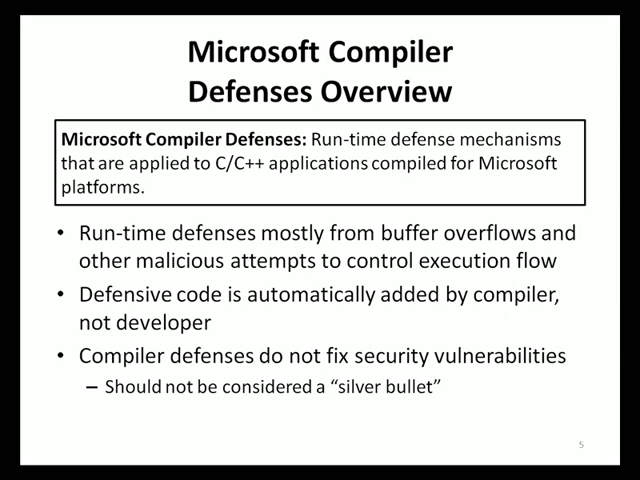 Microsoft Compiler
Defenses Overview
Microsoft Compiler Defenses: Run-time defense mechanisms
that are applied to C/C++ applications compiled for Microsoft
platforms.
• Run-time defenses mostly from buffer overflows and
other malicious attempts to control execution flow
• Defensive code is automatically added by compiler,
not developer
• Compiler defenses do not fix security vulnerabilities
– Should not be considered a “silver bullet”
5